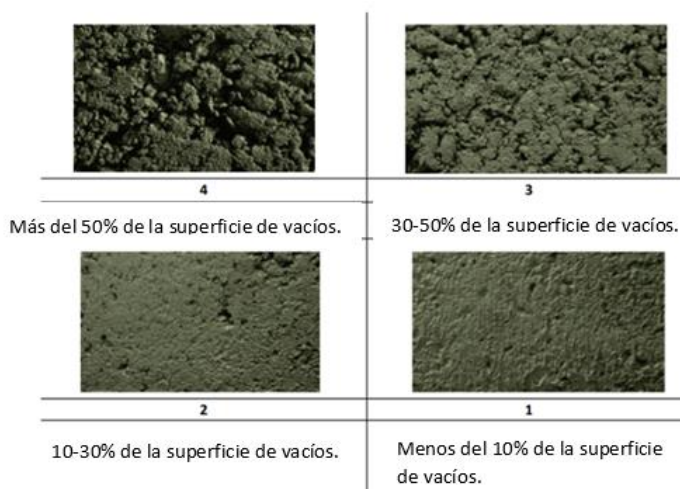 4
3
Más del 50% de la superficie de vacíos.
30-50% de la superficie de vacíos.
2
1
10-30% de la superficie de vacíos.
Menos del 10% de la superficie
de vacíos.